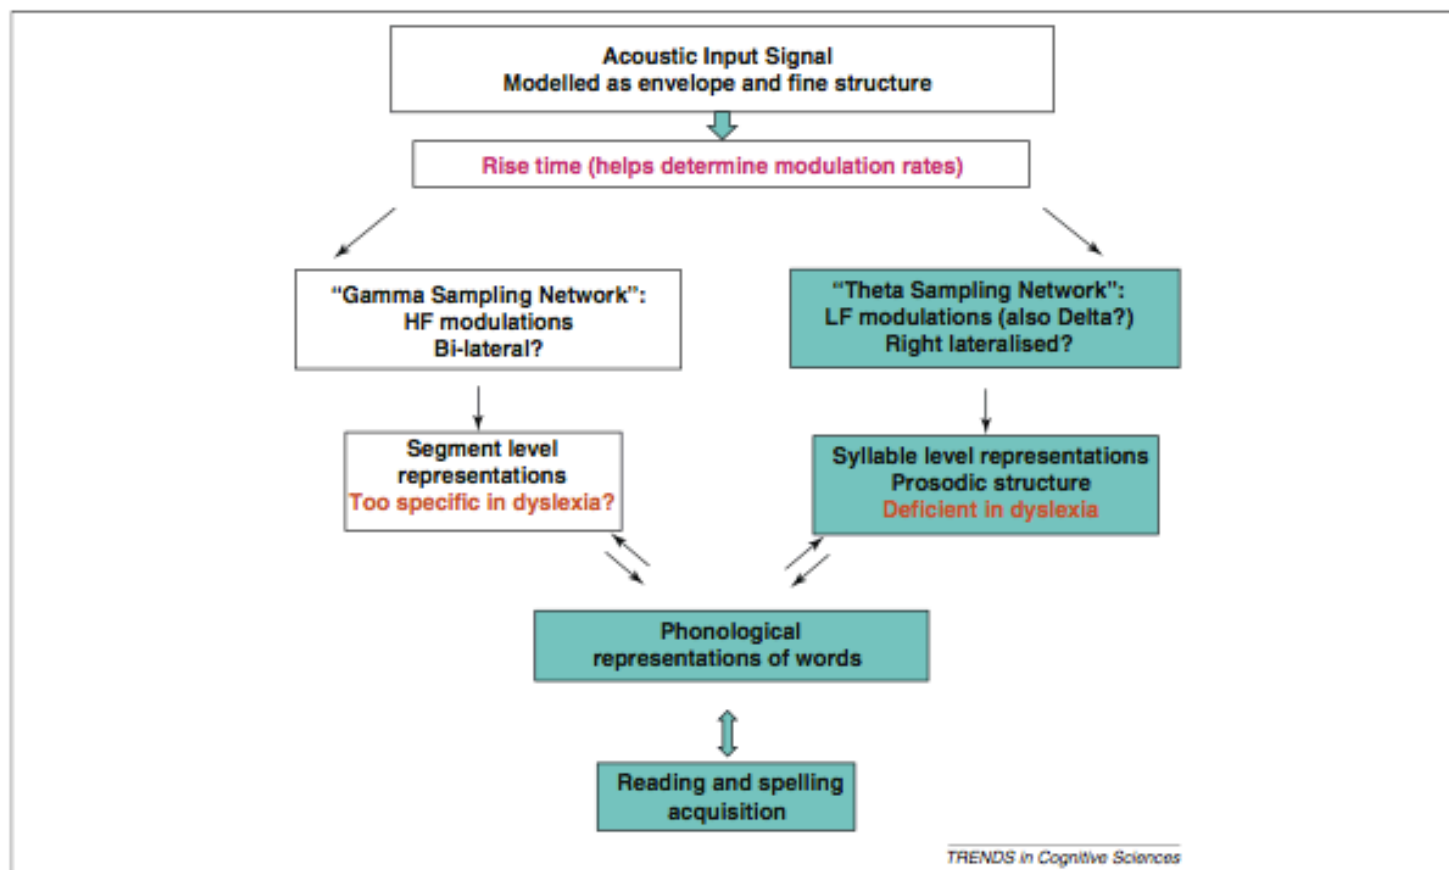 Acoustic Input Signal
Modelled as envelope and fine structure
Rise time (helps determine modulation rates)
“Gamma Sampling Network”:
HF modulations
Bi-lateral?
“Theta Sampling Network”:
LF modulations (also Delta?)
Right lateralised?
Segment level
representations
Too specific in dyslexia?
Syllable level representations
Prosodic structure
Deficient in dyslexia
Phonological
representations of words
Reading and spelling
acquisition
TRENDS in Cognitive Sciences